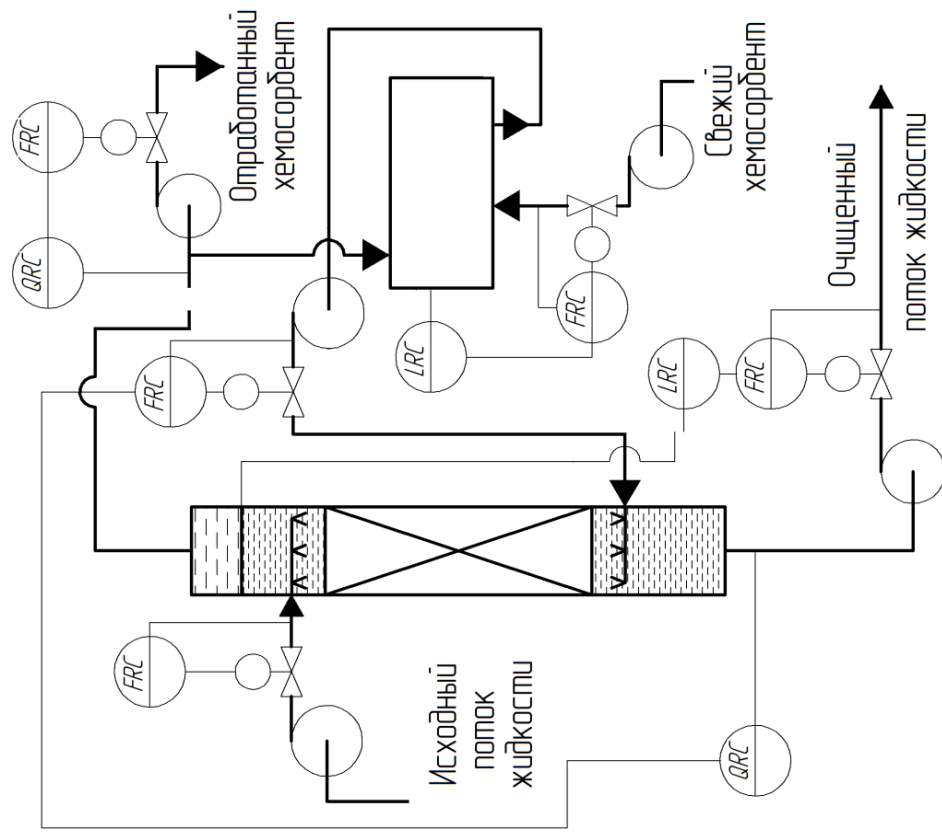 QRC
FRC
FRC
FRC
Отработанный
хемосорбент
LRC
Исходный
поток
жидкости
FRC
LRC
Свежий
хемосорбент
QRC
FRC
Очищенный
поток жидкости